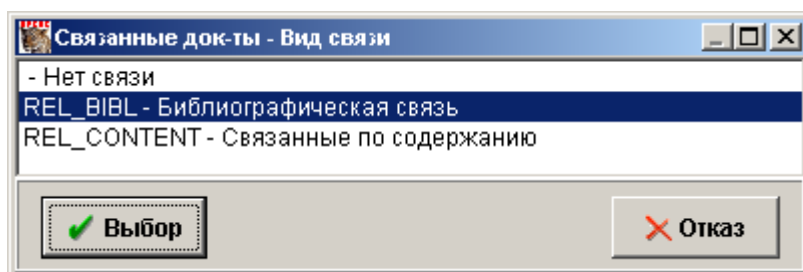 Связанные док-ты - Вид связи
- Нет связи
REL_BIBL - Библиографическая связь
REL_CONTENT - Связанные по содержанию
Выбор
Отказ